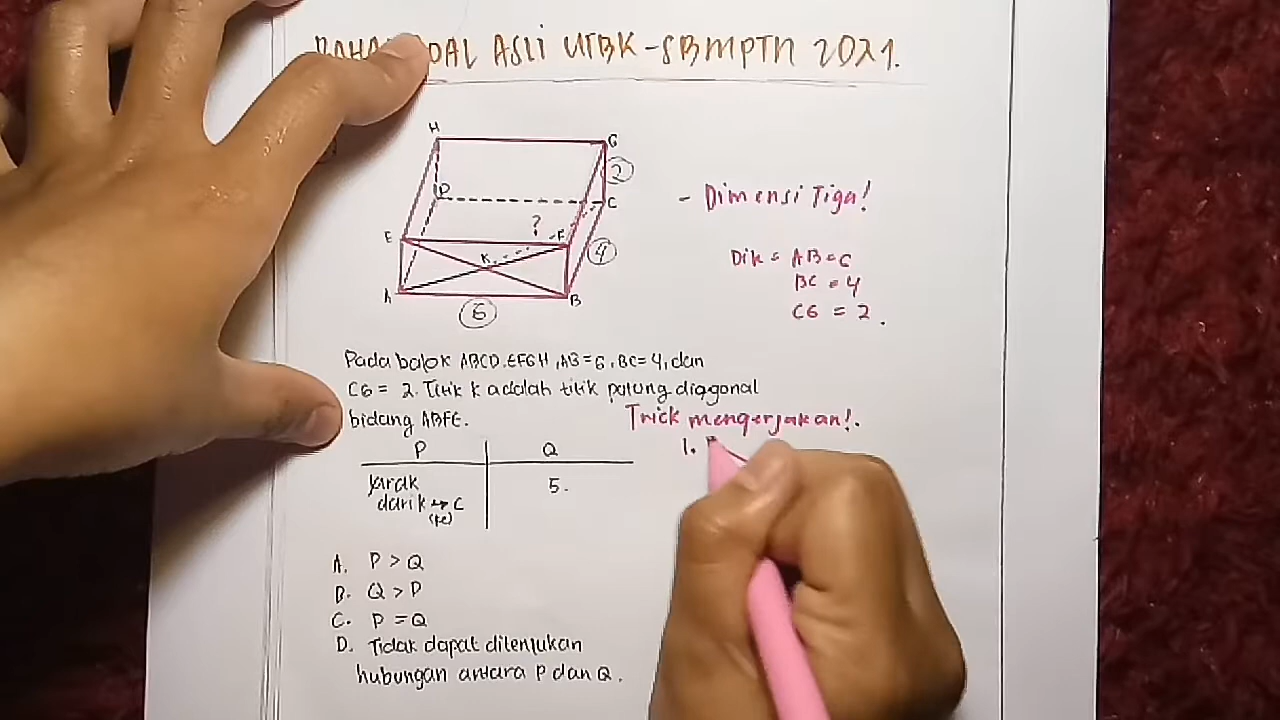 SOAL ASLI UTBK-SBMPTN 2021.
H
G
2
D
C
?
E
F
4
K
A
B
6
- Dimensi Tiga!
Dik = AB = 6
BC = 4
CG = 2.
Pada balok ABCD.EFGH, AB=6, BC=4, dan
CG = 2. Titik K adalah titik potong diagonal
bidang ABFE.
Trick mengerjakan!.
1.
P Q
Jarak
dari K ↔ C
(ke)
5.
A. P > Q
B. Q > P
C. P = Q
D. Tidak dapat ditentukan
hubungan antara P dan Q.